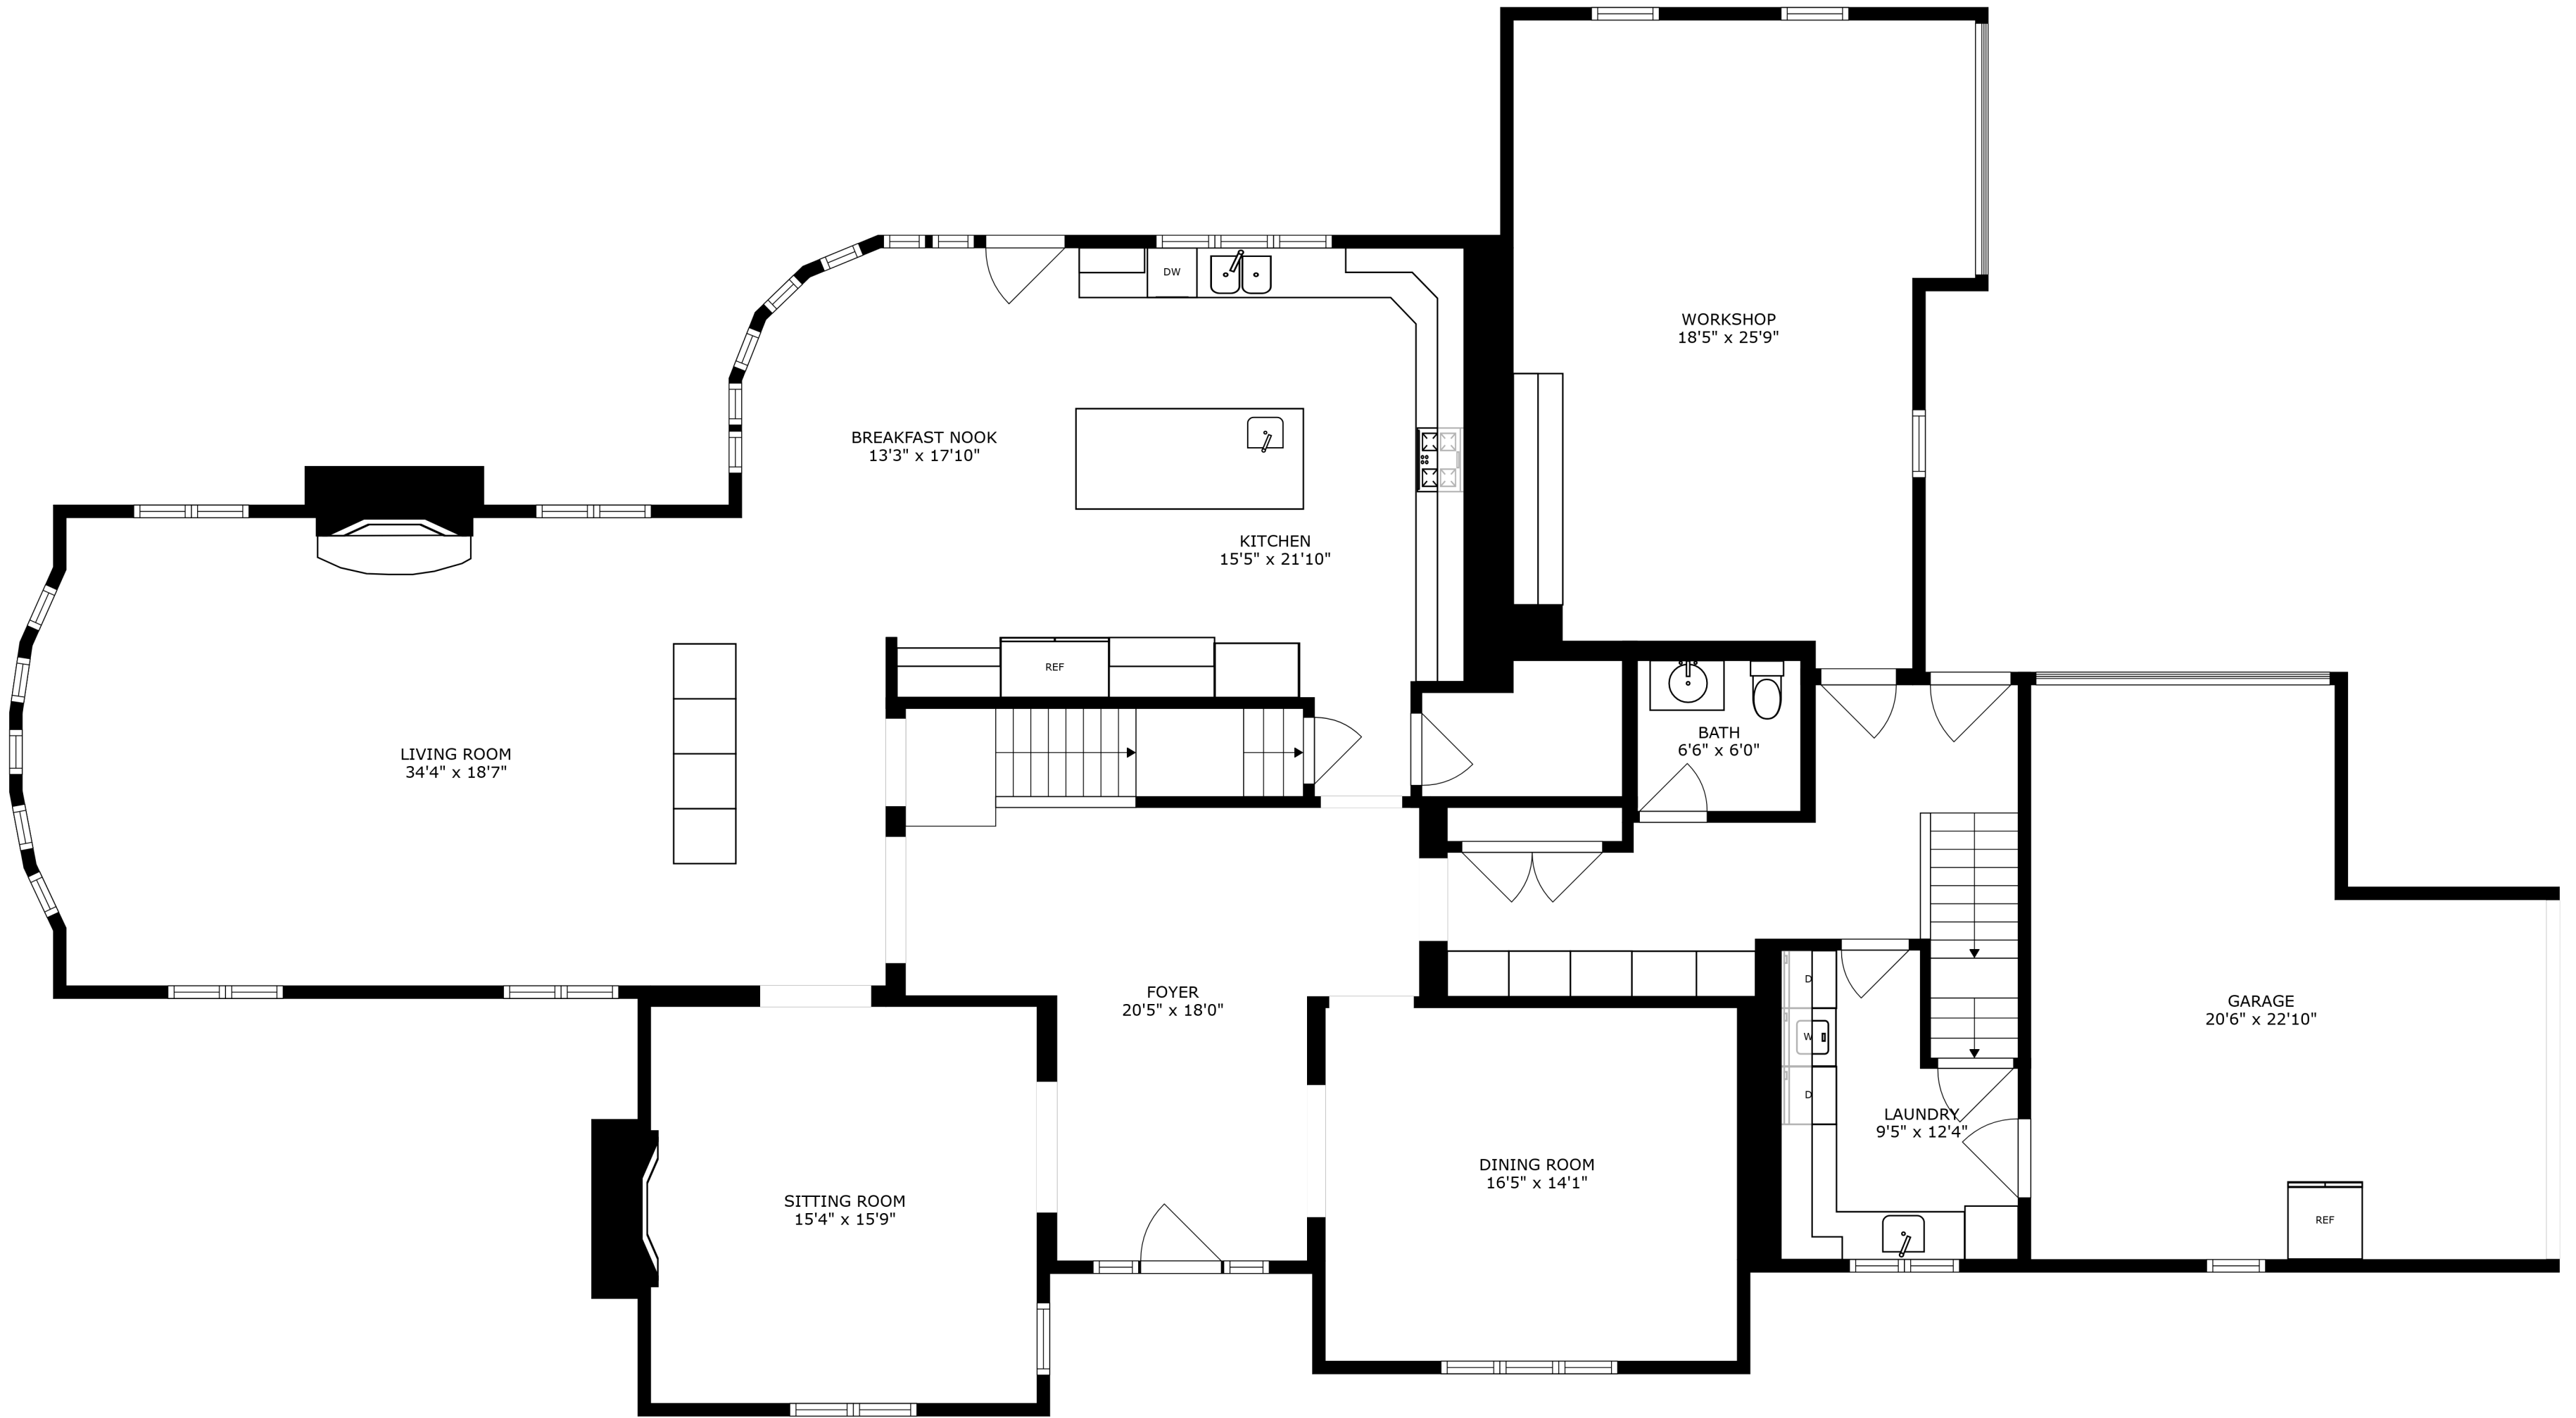 WORKSHOP
18'5" x 25'9"
DW
BREAKFAST NOOK
13'3" x 17'10"
KITCHEN
15'5" x 21'10"
REF
LIVING ROOM
34'4" x 18'7"
BATH
6'6" x 6'0"
FOYER
20'5" x 18'0"
D
W
D
GARAGE
20'6" x 22'10"
LAUNDRY
9'5" x 12'4"
SITTING ROOM
15'4" x 15'9"
DINING ROOM
16'5" x 14'1"
REF